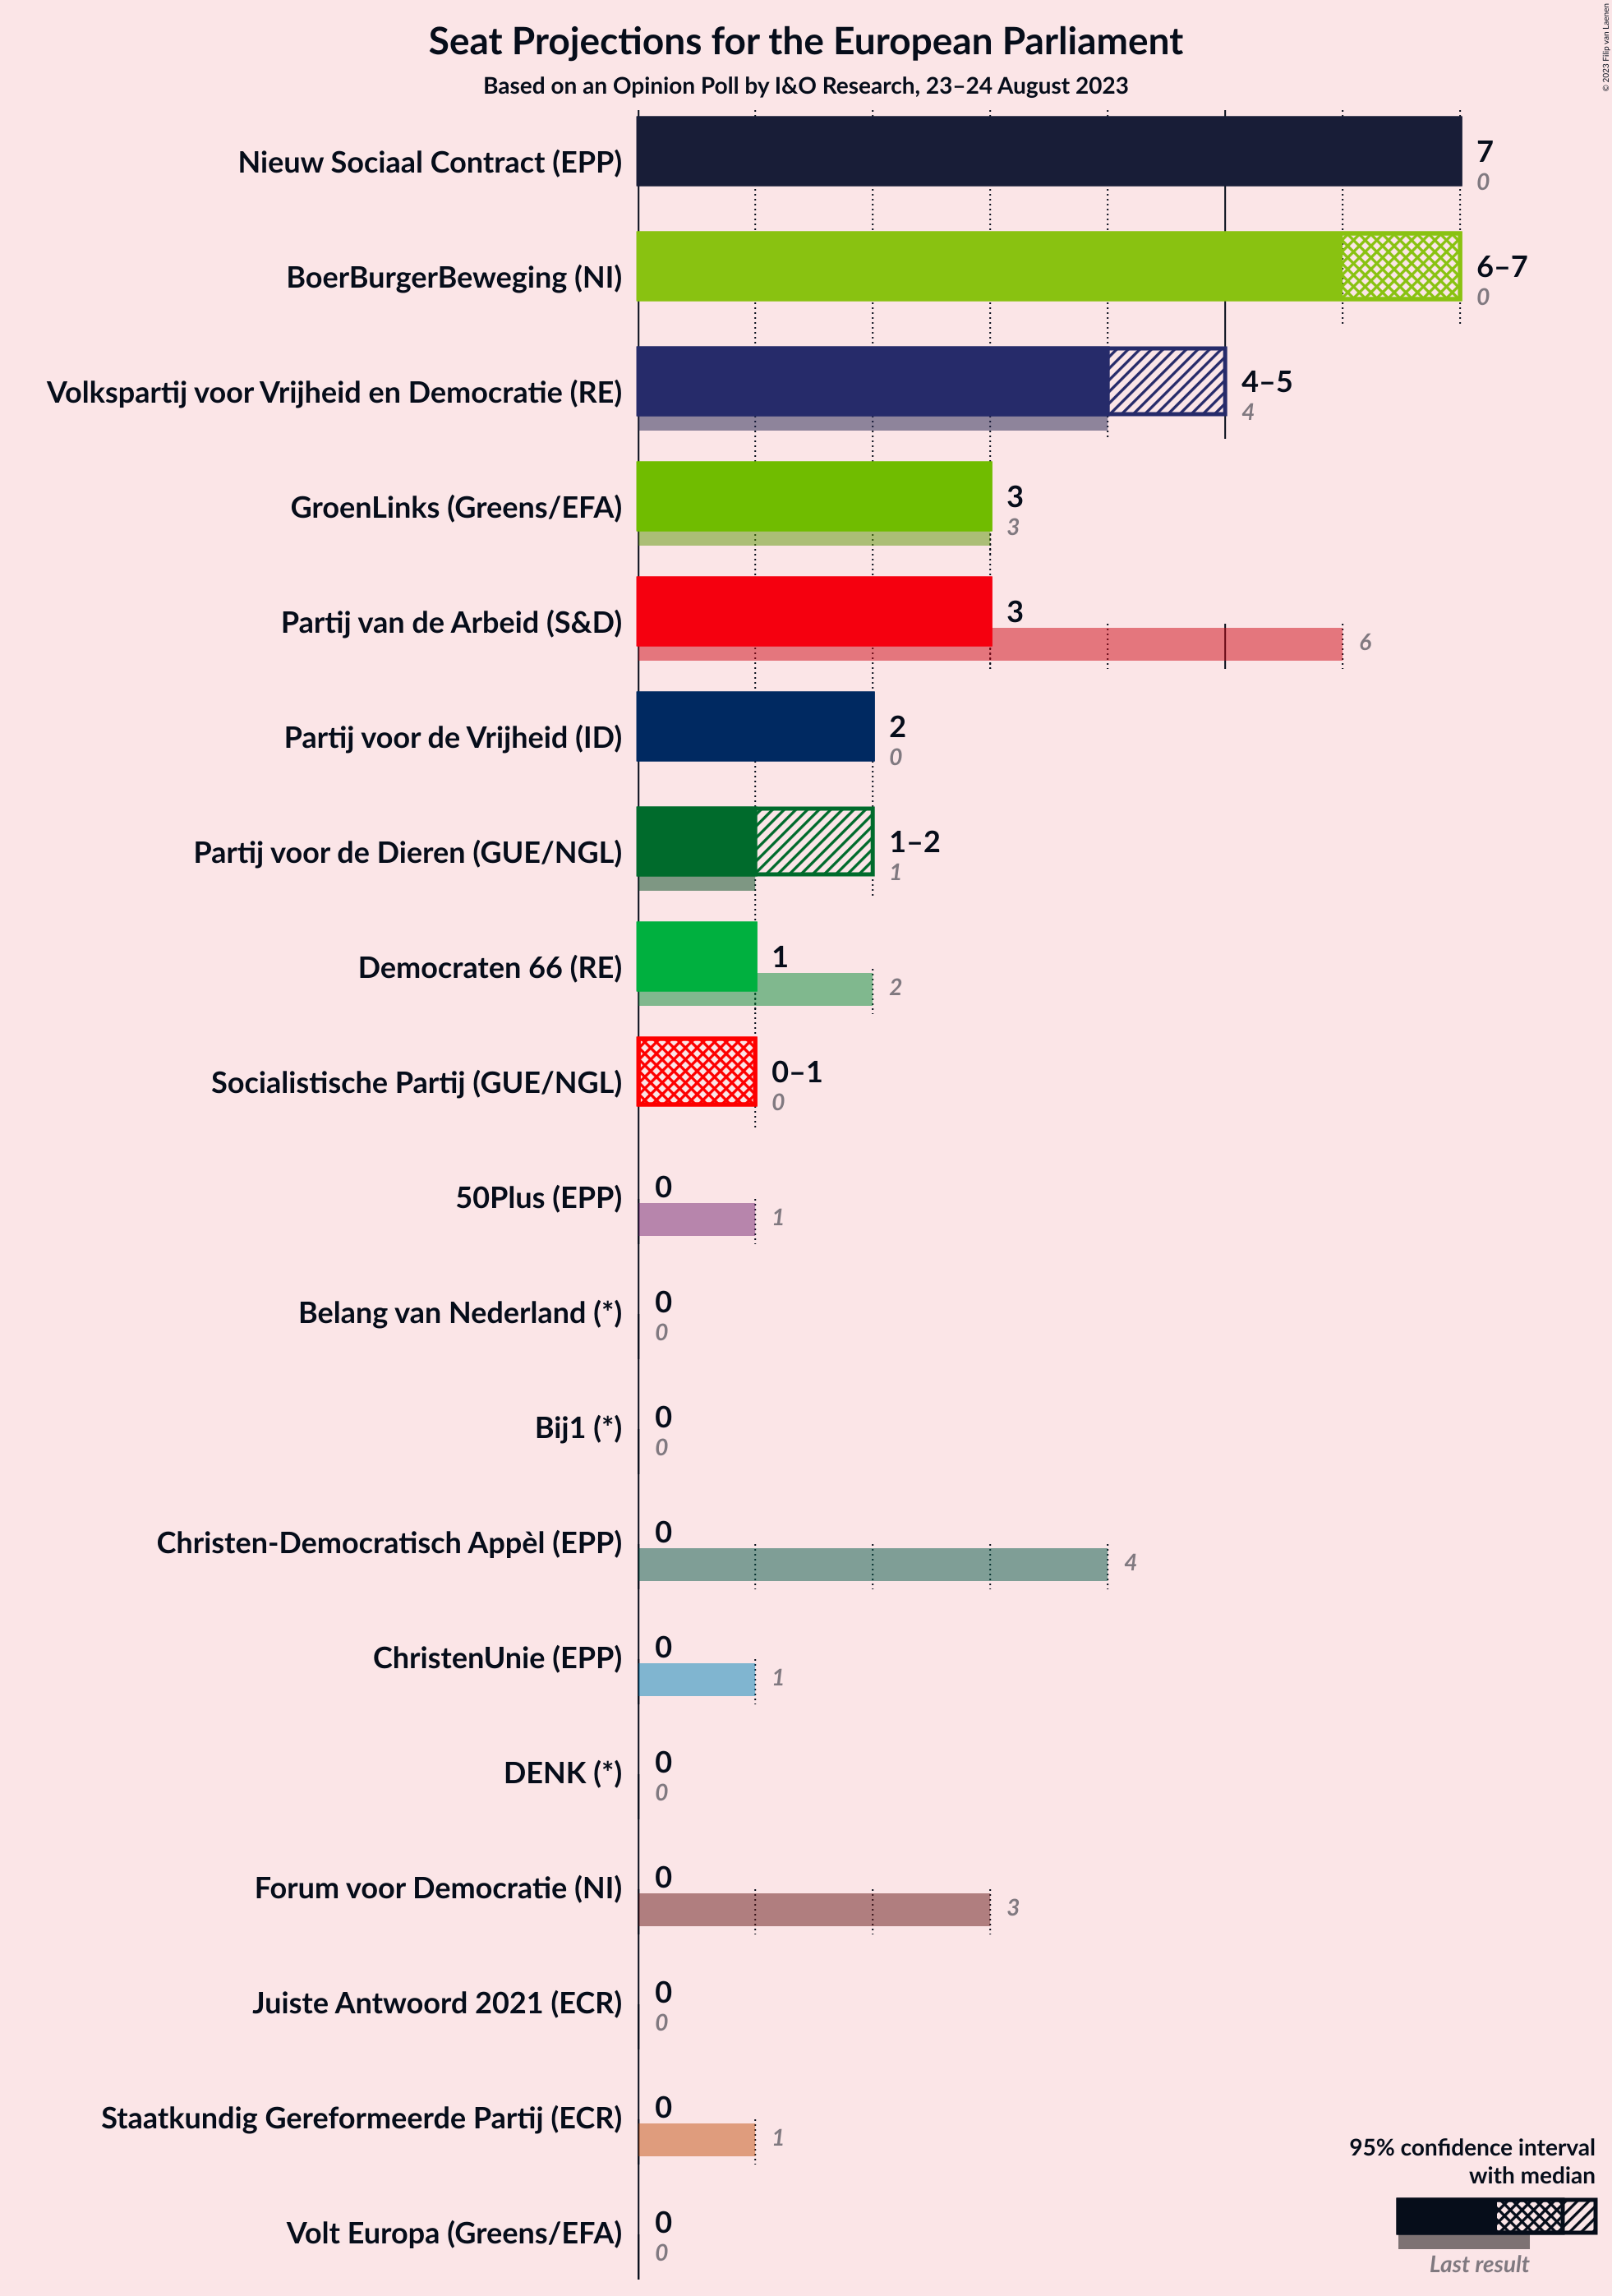 Seat Projections for the European Parliament
Based on an Opinion Poll by I&O Research, 23–24 August 2023
© 2023 Filip van Laenen
Nieuw Sociaal Contract (EPP)
7
0
BoerBurgerBeweging (NI)
6–7
0
Volkspartij voor Vrijheid en Democratie (RE)
4–5
4
GroenLinks (Greens/EFA)
3
3
Partij van de Arbeid (S&D)
3
6
Partij voor de Vrijheid (ID)
2
0
Partij voor de Dieren (GUE/NGL)
1–2
1
Democraten 66 (RE)
1
2
Socialistische Partij (GUE/NGL)
0–1
0
50Plus (EPP)
0
1
Belang van Nederland (*)
0
0
Bij1 (*)
0
0
Christen-Democratisch Appèl (EPP)
0
4
ChristenUnie (EPP)
0
1
DENK (*)
0
0
Forum voor Democratie (NI)
0
3
Juiste Antwoord 2021 (ECR)
0
0
Staatkundig Gereformeerde Partij (ECR)
0
1
Volt Europa (Greens/EFA)
0
0
95% confidence interval
with median
Last result